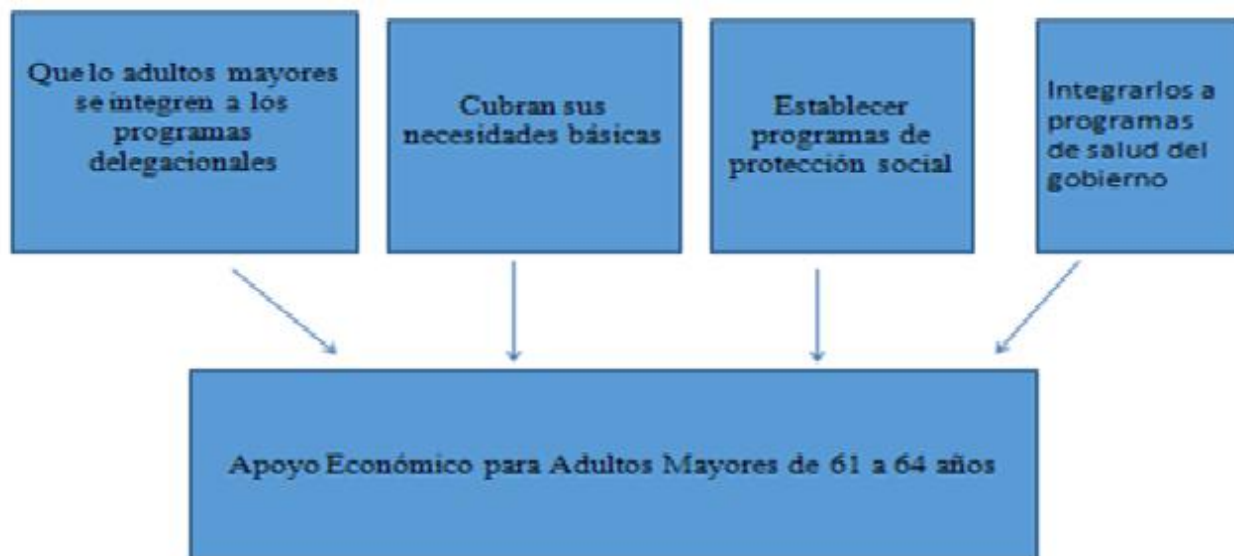 Que lo adultos mayores
se integren a los
programas
delegacionales
Cubran sus
necesidades básicas
Establecer
programas de
protección social
Integrarlos a
programas
de salud del
gobierno
Apoyo Económico para Adultos Mayores de 61 a 64 años